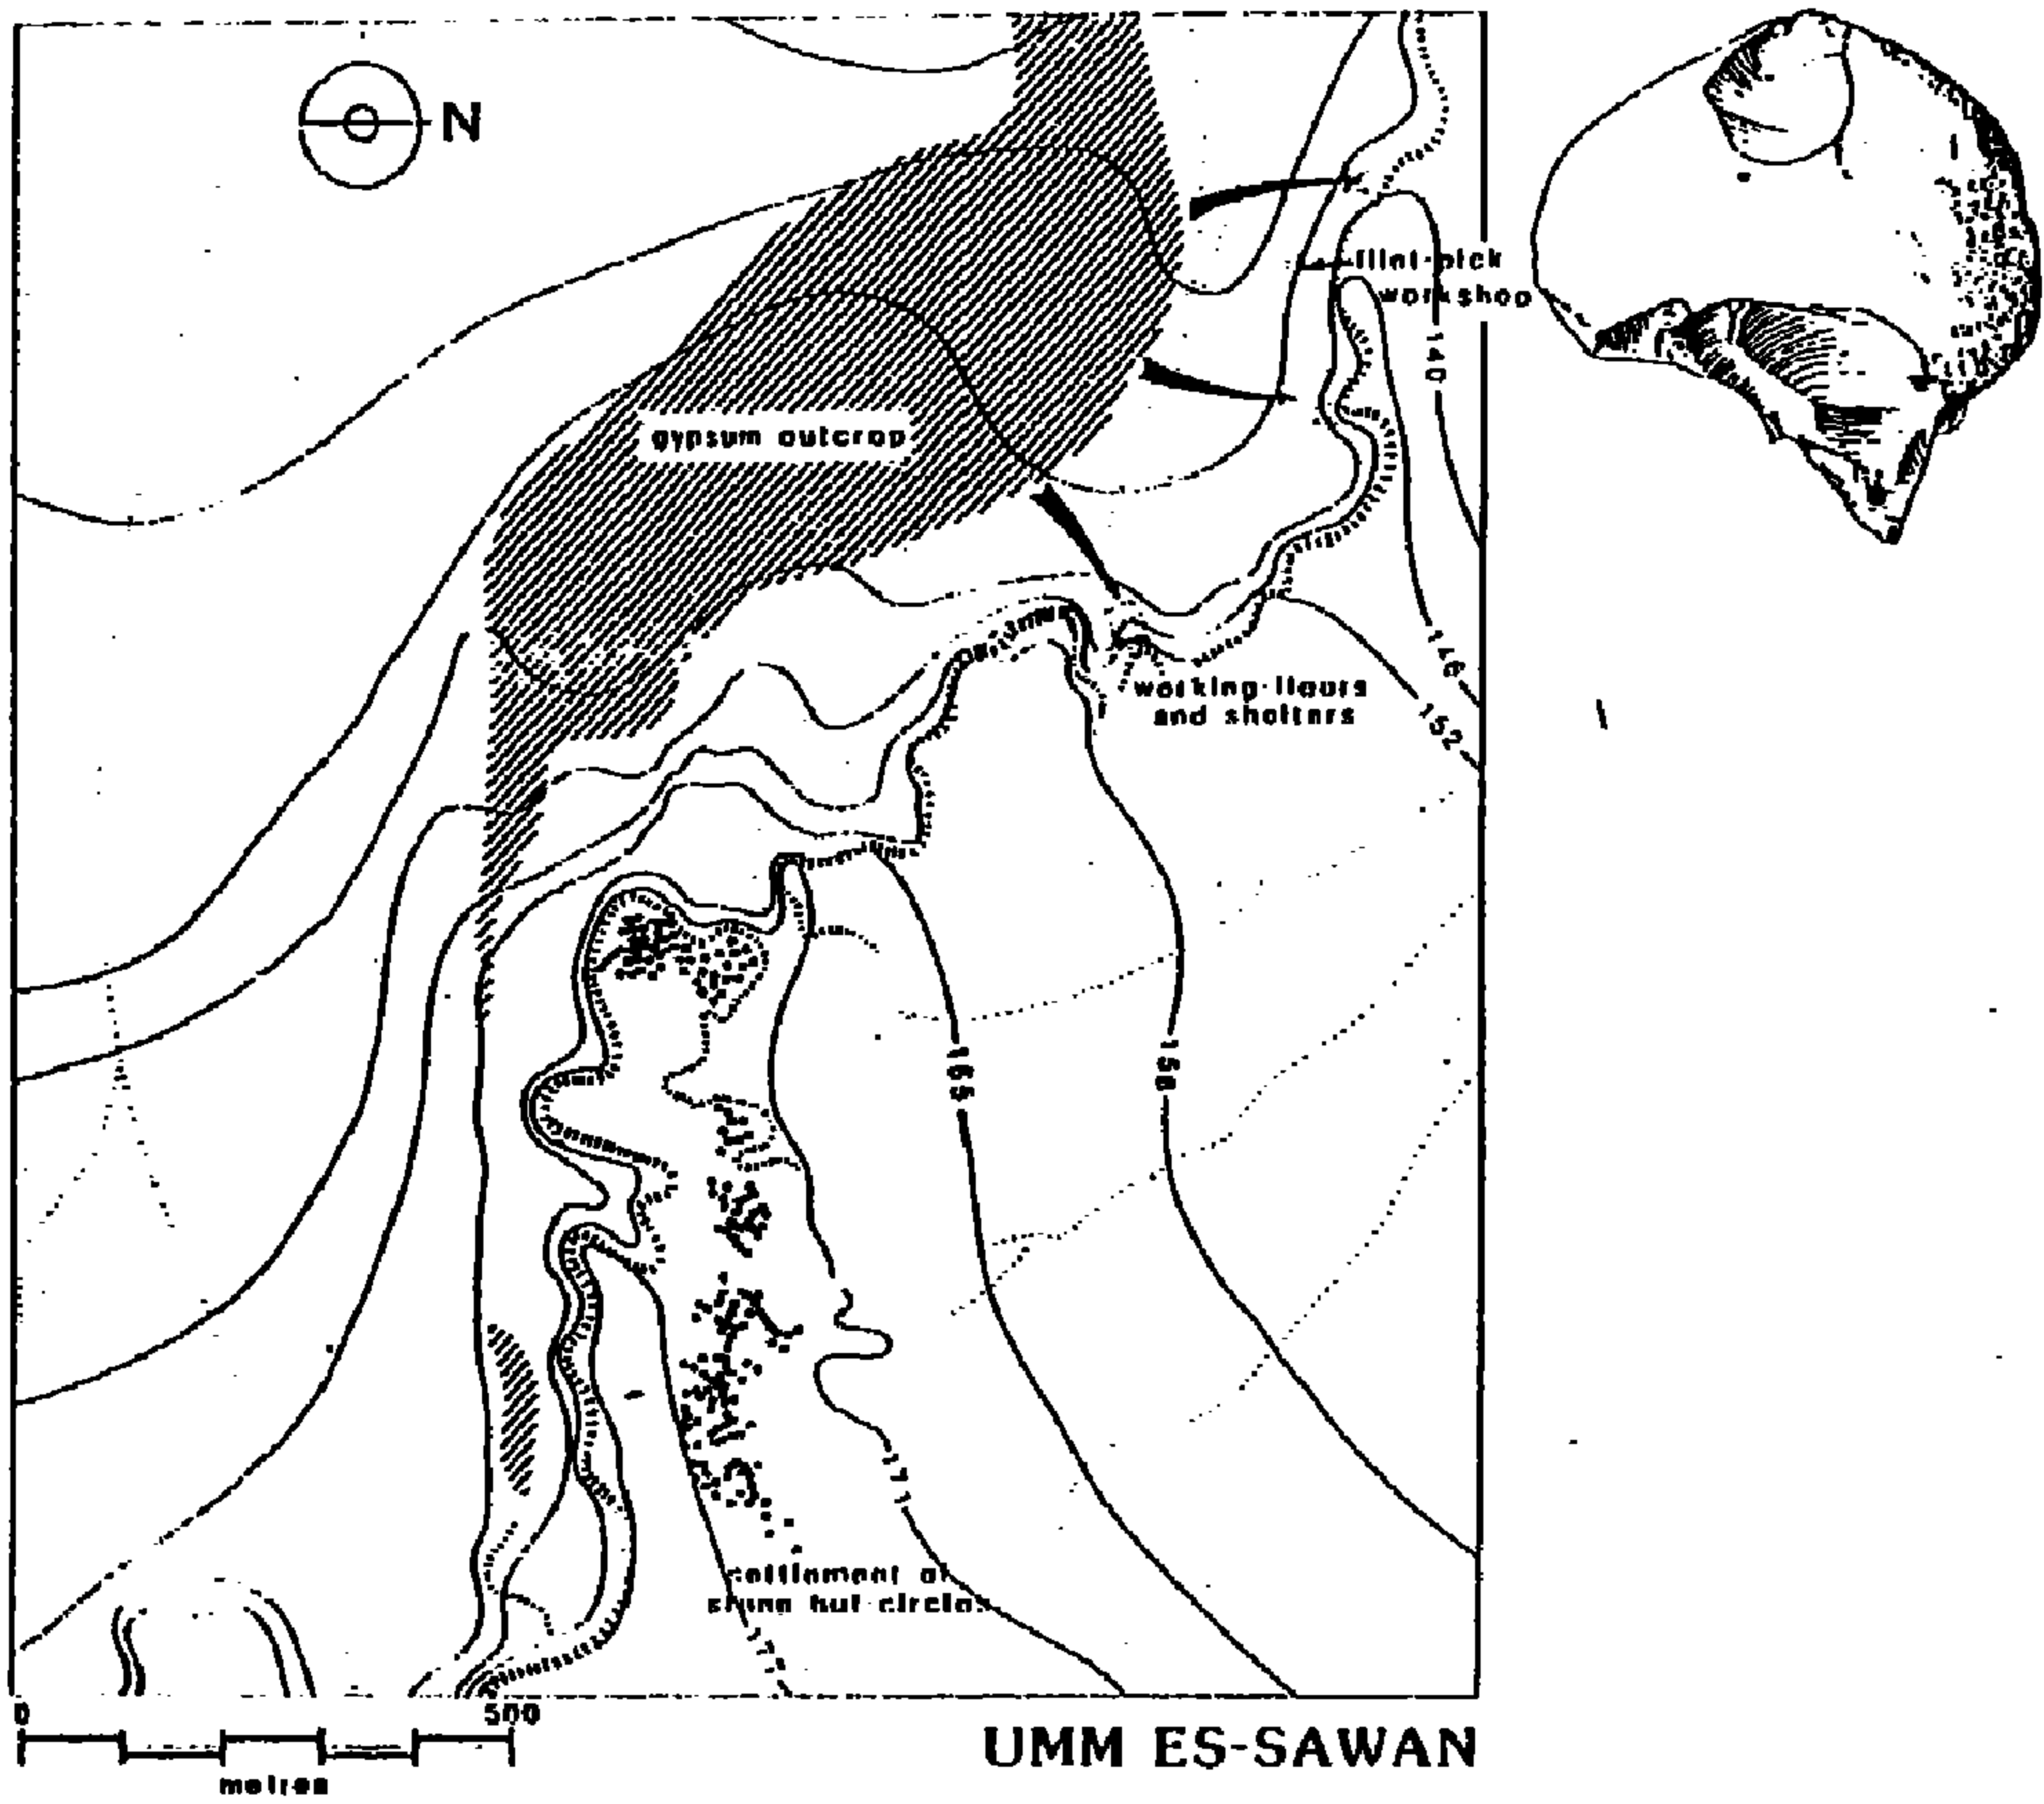 N
flint-pick
workshop
140
gypsum outcrop
146
working-floors
and shelters
152
165
158
171
settlement of
stone hut-circles
0 500
metres
UMM ES-SAWAN